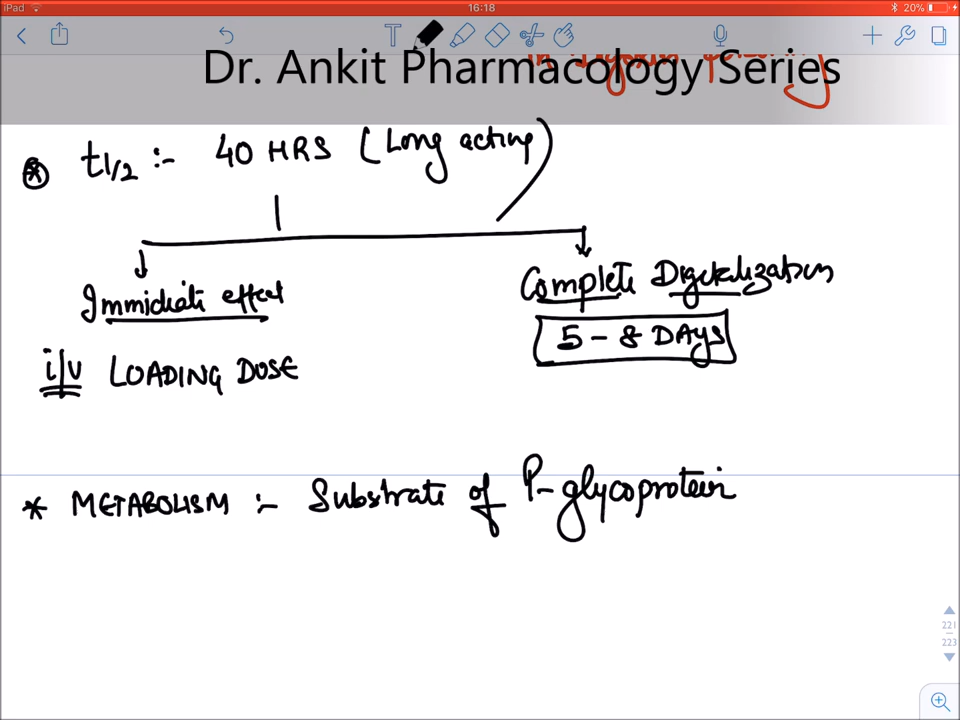 iPad
16:18
20%
Dr. Ankit Pharmacology Series
t1/2 :- 40 HRS (Long acting)
Immidiate effect
Complete Digitalization
i/v LOADING DOSE
5 - 8 DAYS
* METABOLISM :- Substrate of P-glycoprotein
221
223